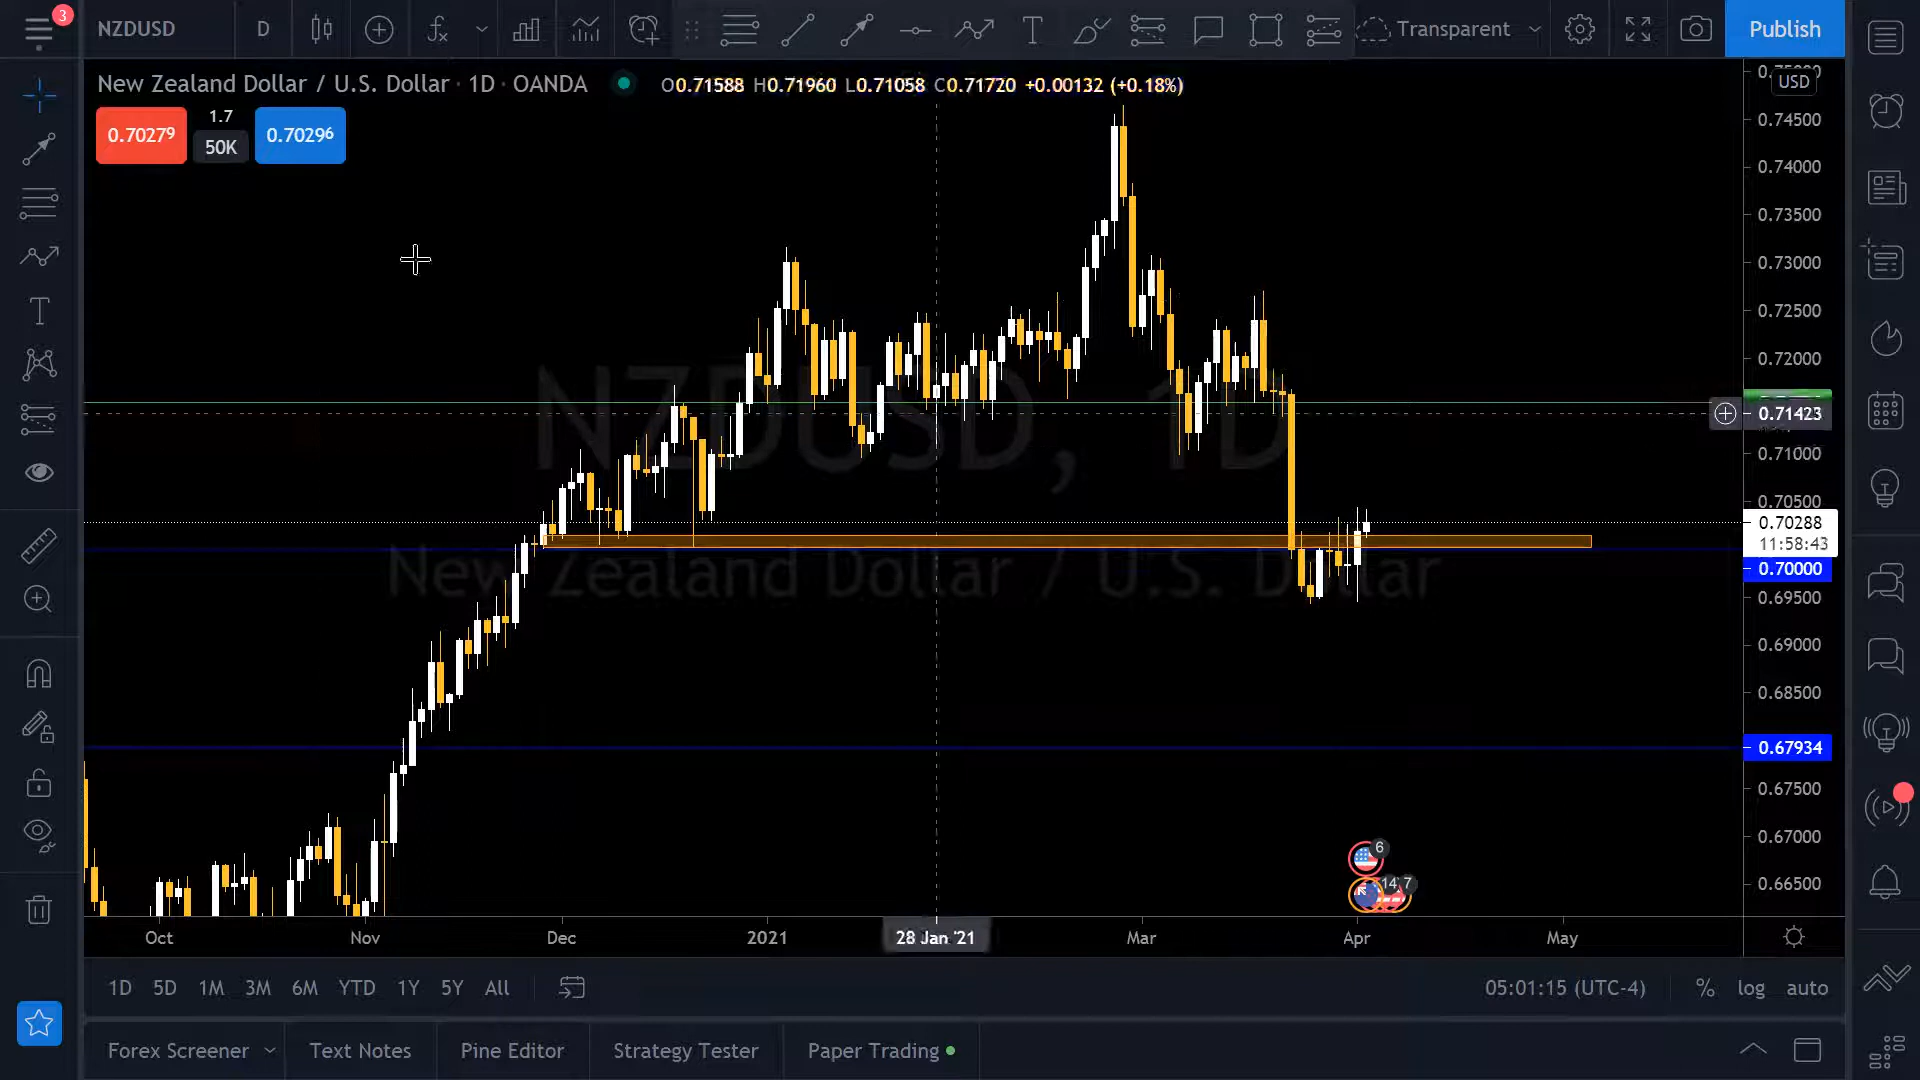 3
NZDUSD D Transparent Publish
New Zealand Dollar / U.S. Dollar · 1D · OANDA O0.71588 H0.71960 L0.71058 C0.71720 +0.00132 (+0.18%)
USD
0.70279 1.7 0.70296
50K
0.74500
0.74000
0.73500
0.73000
0.72500
0.72000
0.71423
0.71000
0.70500
0.70288
11:58:43
0.70000
0.69500
0.69000
0.68500
0.67934
0.67500
0.67000
0.66500
NZDUSD, 1D
New Zealand Dollar / U.S. Dollar
6
14 7
Oct Nov Dec 2021 28 Jan '21 Mar Apr May
1D 5D 1M 3M 6M YTD 1Y 5Y All 05:01:15 (UTC-4) % log auto
Forex Screener Text Notes Pine Editor Strategy Tester Paper Trading